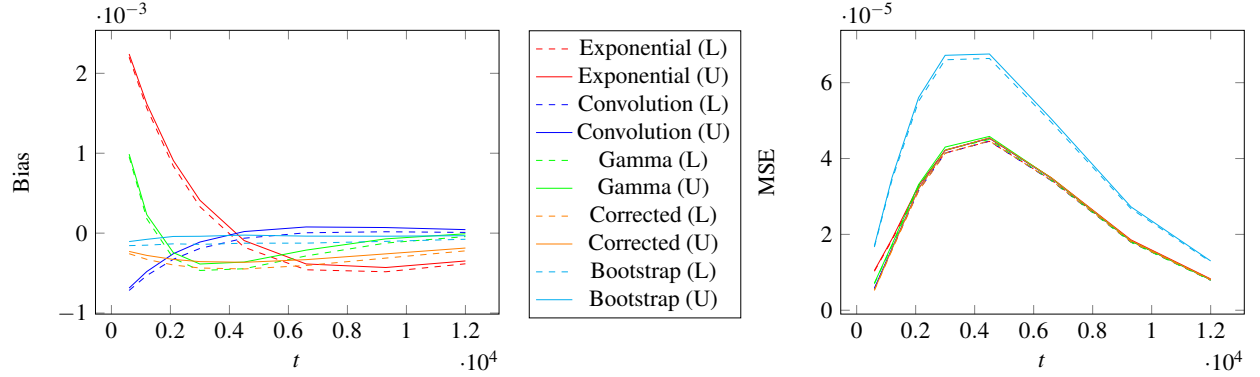 ·10⁻³
2
1
0
−1
Bias
0 0.2 0.4 0.6 0.8 1 1.2
·10⁴
t
Exponential (L)
Exponential (U)
Convolution (L)
Convolution (U)
Gamma (L)
Gamma (U)
Corrected (L)
Corrected (U)
Bootstrap (L)
Bootstrap (U)
·10⁻⁵
6
4
2
0
MSE
0 0.2 0.4 0.6 0.8 1 1.2
·10⁴
t